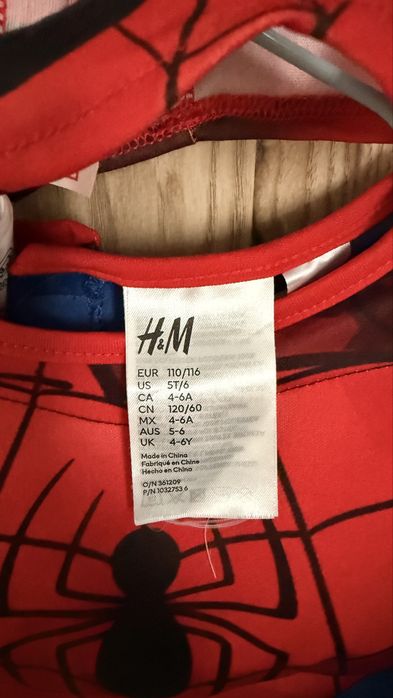 H&M
EUR 110/116
US 5T/6
CA 4-6A
CN 120/60
MX 4-6A
AUS 5-6
UK 4-6Y
Made in China
Fabriqué en Chine
Hecho en China
O/N 361209
P/N 1032753 6